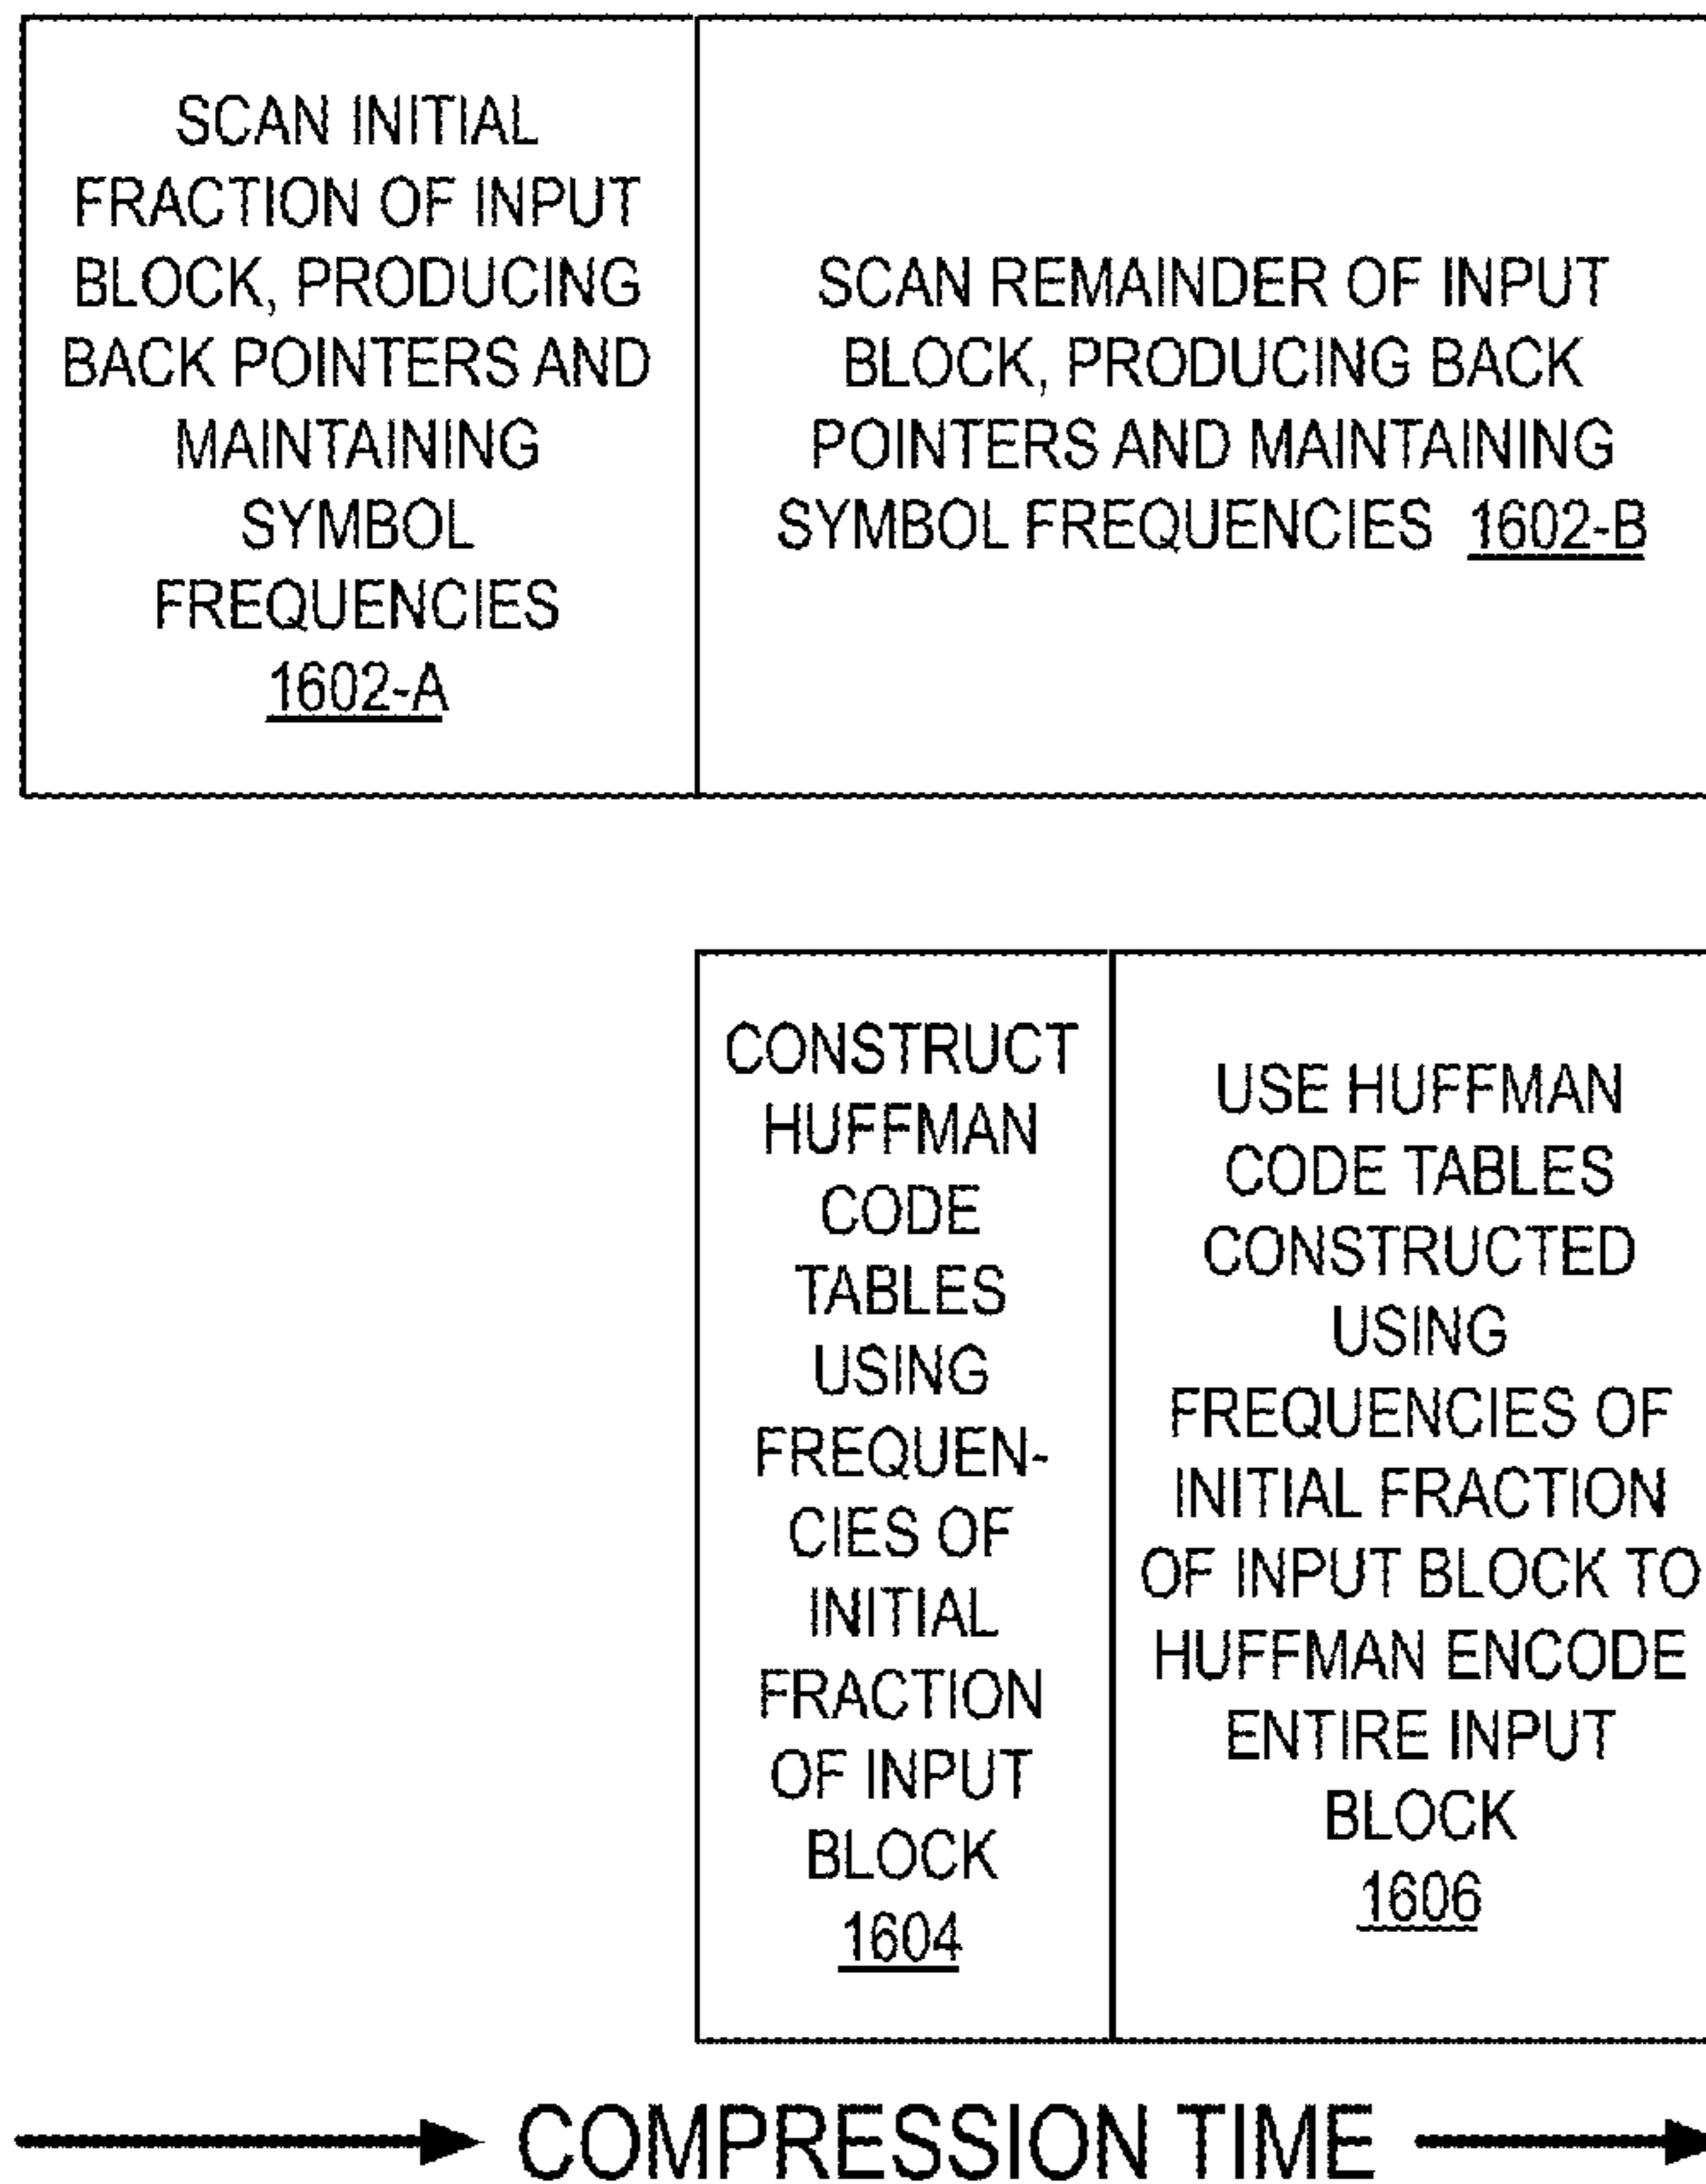 SCAN INITIAL
FRACTION OF INPUT
BLOCK, PRODUCING
BACK POINTERS AND
MAINTAINING
SYMBOL
FREQUENCIES
1602-A
SCAN REMAINDER OF INPUT
BLOCK, PRODUCING BACK
POINTERS AND MAINTAINING
SYMBOL FREQUENCIES 1602-B
CONSTRUCT
HUFFMAN
CODE
TABLES
USING
FREQUEN-
CIES OF
INITIAL
FRACTION
OF INPUT
BLOCK
1604
USE HUFFMAN
CODE TABLES
CONSTRUCTED
USING
FREQUENCIES OF
INITIAL FRACTION
OF INPUT BLOCK TO
HUFFMAN ENCODE
ENTIRE INPUT
BLOCK
1606
COMPRESSION TIME